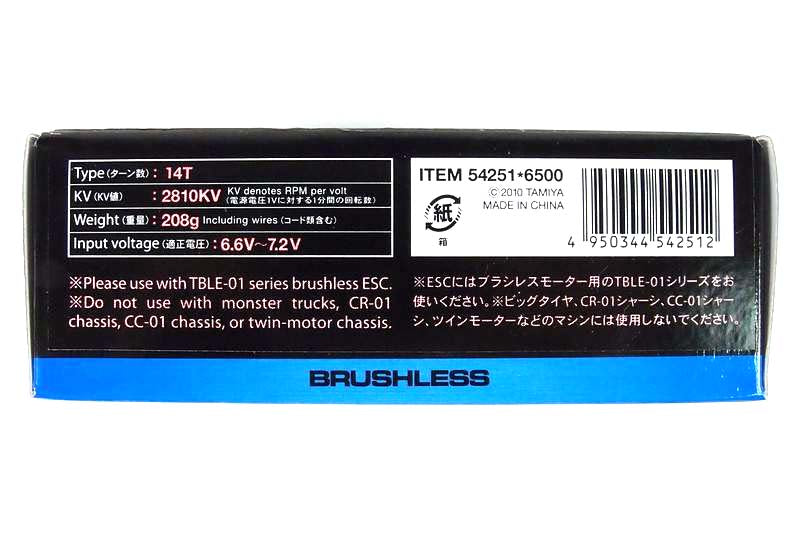 Type (ターン数) : 14T
KV (KV値) : 2810KV KV denotes RPM per volt
(電源電圧1Vに対する1分間の回転数)
Weight (重量) : 208g Including wires (コード類含む)
Input voltage (適正電圧) : 6.6V〜7.2V
※Please use with TBLE-01 series brushless ESC.
※Do not use with monster trucks, CR-01
chassis, CC-01 chassis, or twin-motor chassis.
ITEM 54251*6500
紙
箱
© 2010 TAMIYA
MADE IN CHINA
4 950344 542512
※ESCにはブラシレスモーター用のTBLE-01シリーズをお
使いください。※ビッグタイヤ、CR-01シャーシ、CC-01シャー
シ、ツインモーターなどのマシンには使用しないでください。
BRUSHLESS